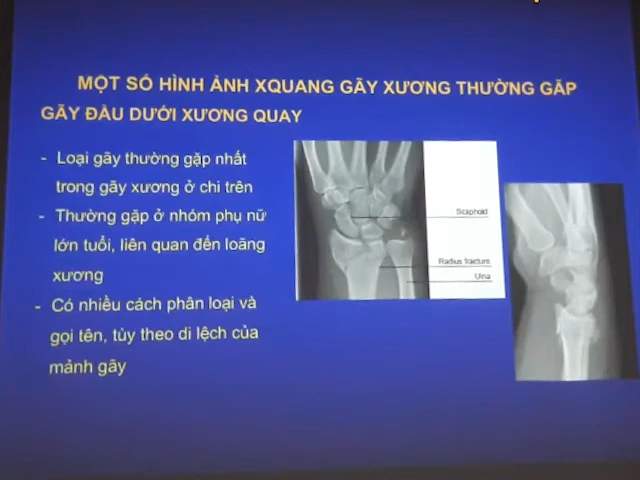 MỘT SỐ HÌNH ẢNH XQUANG GÃY XƯƠNG THƯỜNG GẶP
GÃY ĐẦU DƯỚI XƯƠNG QUAY
- Loại gãy thường gặp nhất
trong gãy xương ở chi trên
- Thường gặp ở nhóm phụ nữ
lớn tuổi, liên quan đến loãng
xương
- Có nhiều cách phân loại và
gọi tên, tùy theo di lệch của
mảnh gãy
Scaphoid
Radius fracture
Ulna